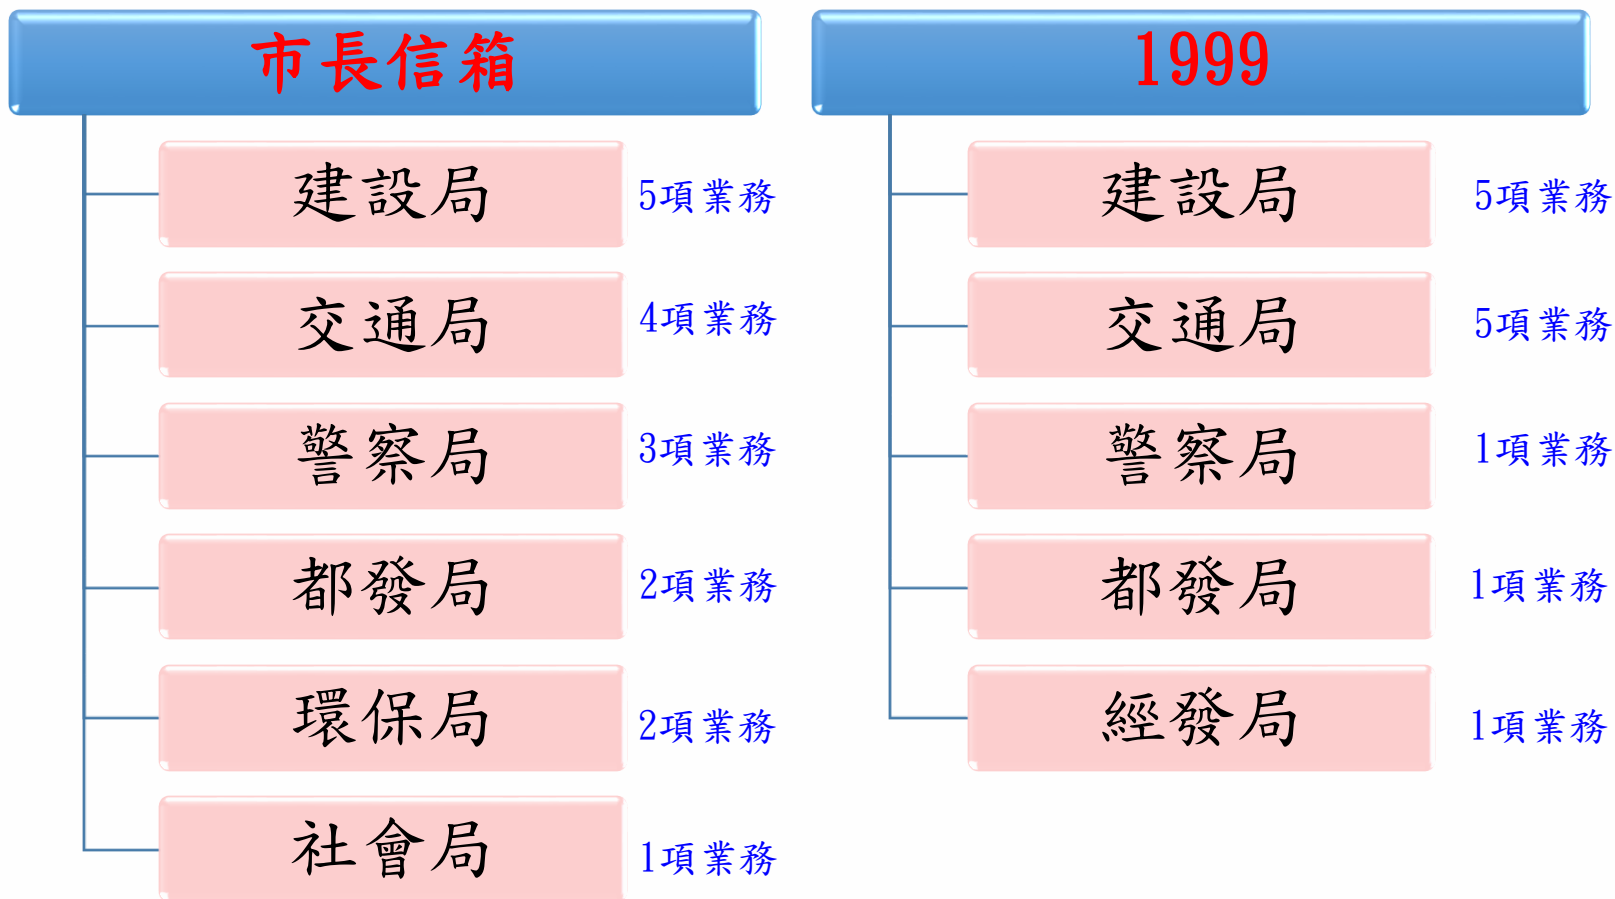 市長信箱
建設局 5項業務
交通局 4項業務
警察局 3項業務
都發局 2項業務
環保局 2項業務
社會局 1項業務
1999
建設局 5項業務
交通局 5項業務
警察局 1項業務
都發局 1項業務
經發局 1項業務